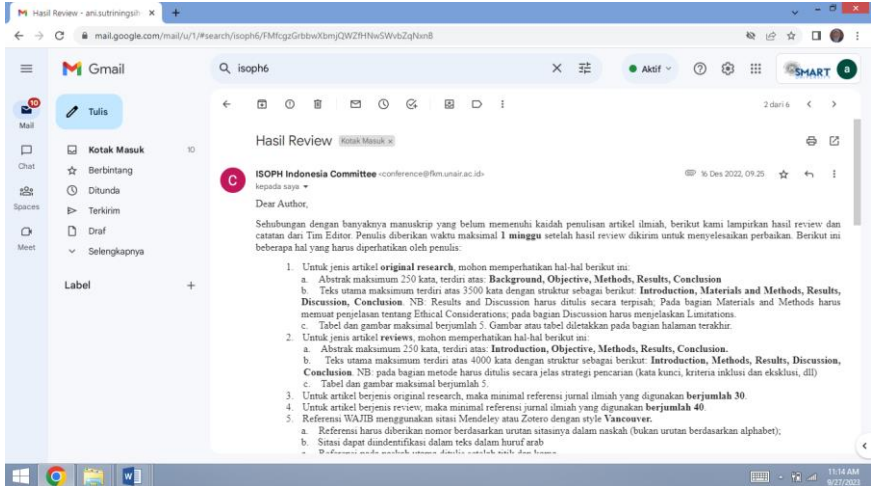 Hasil Review - ani.sutriningsih
mail.google.com/mail/u/1/#search/isoph6/FMfcgzGrbbwXbmjQWZfHNwSWvbZqNxnB
Gmail
isoph6
Aktif
SMART
a
10
Mail
Chat
Spaces
Meet
Tulis
Kotak Masuk 10
Berbintang
Ditunda
Terkirim
Draf
Selengkapnya
Label
2 dari 6
Hasil Review Kotak Masuk x
C
ISOPH Indonesia Committee <conference@fkm.unair.ac.id>
16 Des 2022, 09.25
kepada saya
Dear Author,
Sehubungan dengan banyaknya manuskrip yang belum memenuhi kaidah penulisan artikel ilmiah, berikut kami lampirkan hasil review dan
catatan dari Tim Editor. Penulis diberikan waktu maksimal 1 minggu setelah hasil review dikirim untuk menyelesaikan perbaikan. Berikut ini
beberapa hal yang harus diperhatikan oleh penulis:
1. Untuk jenis artikel original research, mohon memperhatikan hal-hal berikut ini:
a. Abstrak maksimum 250 kata, terdiri atas: Background, Objective, Methods, Results, Conclusion
b. Teks utama maksimum terdiri atas 3500 kata dengan struktur sebagai berikut: Introduction, Materials and Methods, Results,
Discussion, Conclusion. NB: Results and Discussion harus ditulis secara terpisah; Pada bagian Materials and Methods harus
memuat penjelasan tentang Ethical Considerations; pada bagian Discussion harus menjelaskan Limitations.
c. Tabel dan gambar maksimal berjumlah 5. Gambar atau tabel diletakkan pada bagian halaman terakhir.
2. Untuk jenis artikel reviews, mohon memperhatikan hal-hal berikut ini:
a. Abstrak maksimum 250 kata, terdiri atas: Introduction, Objective, Methods, Results, Conclusion.
b. Teks utama maksimum terdiri atas 4000 kata dengan struktur sebagai berikut: Introduction, Methods, Results, Discussion,
Conclusion. NB: pada bagian metode harus ditulis secara jelas strategi pencarian (kata kunci, kriteria inklusi dan eksklusi, dll)
c. Tabel dan gambar maksimal berjumlah 5.
3. Untuk artikel berjenis original research, maka minimal referensi jurnal ilmiah yang digunakan berjumlah 30.
4. Untuk artikel berjenis review, maka minimal referensi jurnal ilmiah yang digunakan berjumlah 40.
5. Referensi WAJIB menggunakan sitasi Mendeley atau Zotero dengan style Vancouver.
a. Referensi harus diberikan nomor berdasarkan urutan sitasinya dalam naskah (bukan urutan berdasarkan alphabet);
b. Sitasi dapat diindentifikasi dalam teks dalam huruf arab
11:14 AM
9/27/2023